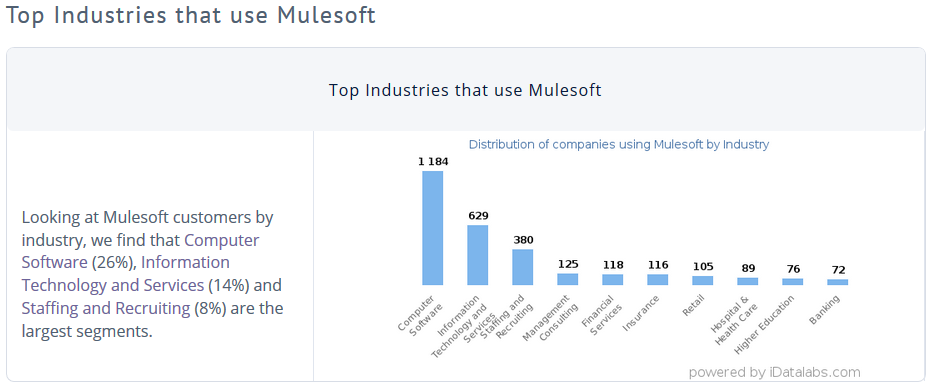 Top Industries that use Mulesoft
Top Industries that use Mulesoft
Looking at Mulesoft customers by
industry, we find that Computer
Software (26%), Information
Technology and Services (14%) and
Staffing and Recruiting (8%) are the
largest segments.
Distribution of companies using Mulesoft by Industry
1 184
629
380
125
118
116
105
89
76
72
Computer
Software
Information
Technology and
Services
Staffing and
Recruiting
Management
Consulting
Financial
Services
Insurance
Retail
Hospital &
Health Care
Higher Education
Banking
powered by iDatalabs.com